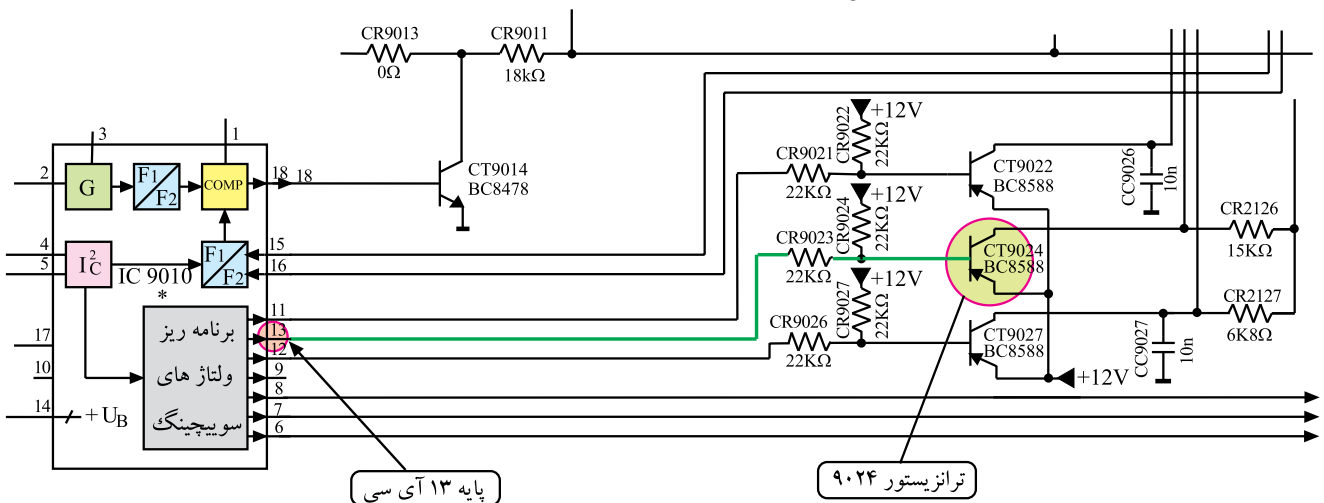 CR9013
0Ω
CR9011
18kΩ
CT9014
BC8478
3
1
2
G
F1
F2
COMP
18
18
4
5
I²C
IC 9010
*
F1
F2
15
16
17
10
14
+U_B
برنامه ریز
ولتاژ های
سوییچینگ
11
13
12
9
8
7
6
CR9021
22KΩ
CR9022
22KΩ
+12V
CR9023
22KΩ
CR9024
22KΩ
+12V
CR9026
22KΩ
CR9027
22KΩ
+12V
CT9022
BC8588
CT9024
BC8588
CT9027
BC8588
+12V
CC9026
10n
CC9027
10n
CR2126
15KΩ
CR2127
6K8Ω
پایه ۱۳ آی سی
ترانزیستور ۹۰۲۴